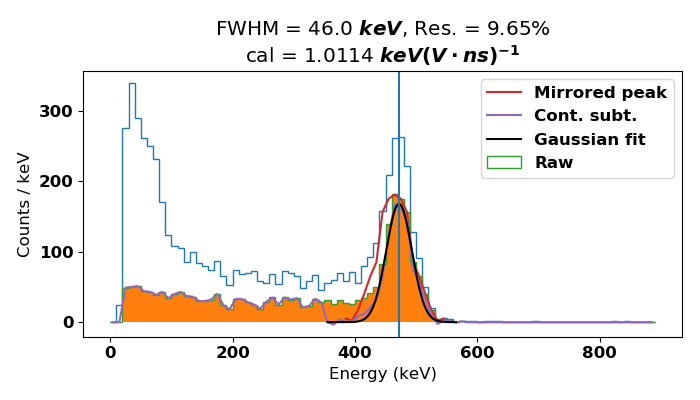 FWHM = 46.0 keV, Res. = 9.65%
cal = 1.0114 keV(V · ns)⁻¹
Counts / keV
300
200
100
0
Mirrored peak
Cont. subt.
Gaussian fit
Raw
0 200 400 600 800
Energy (keV)